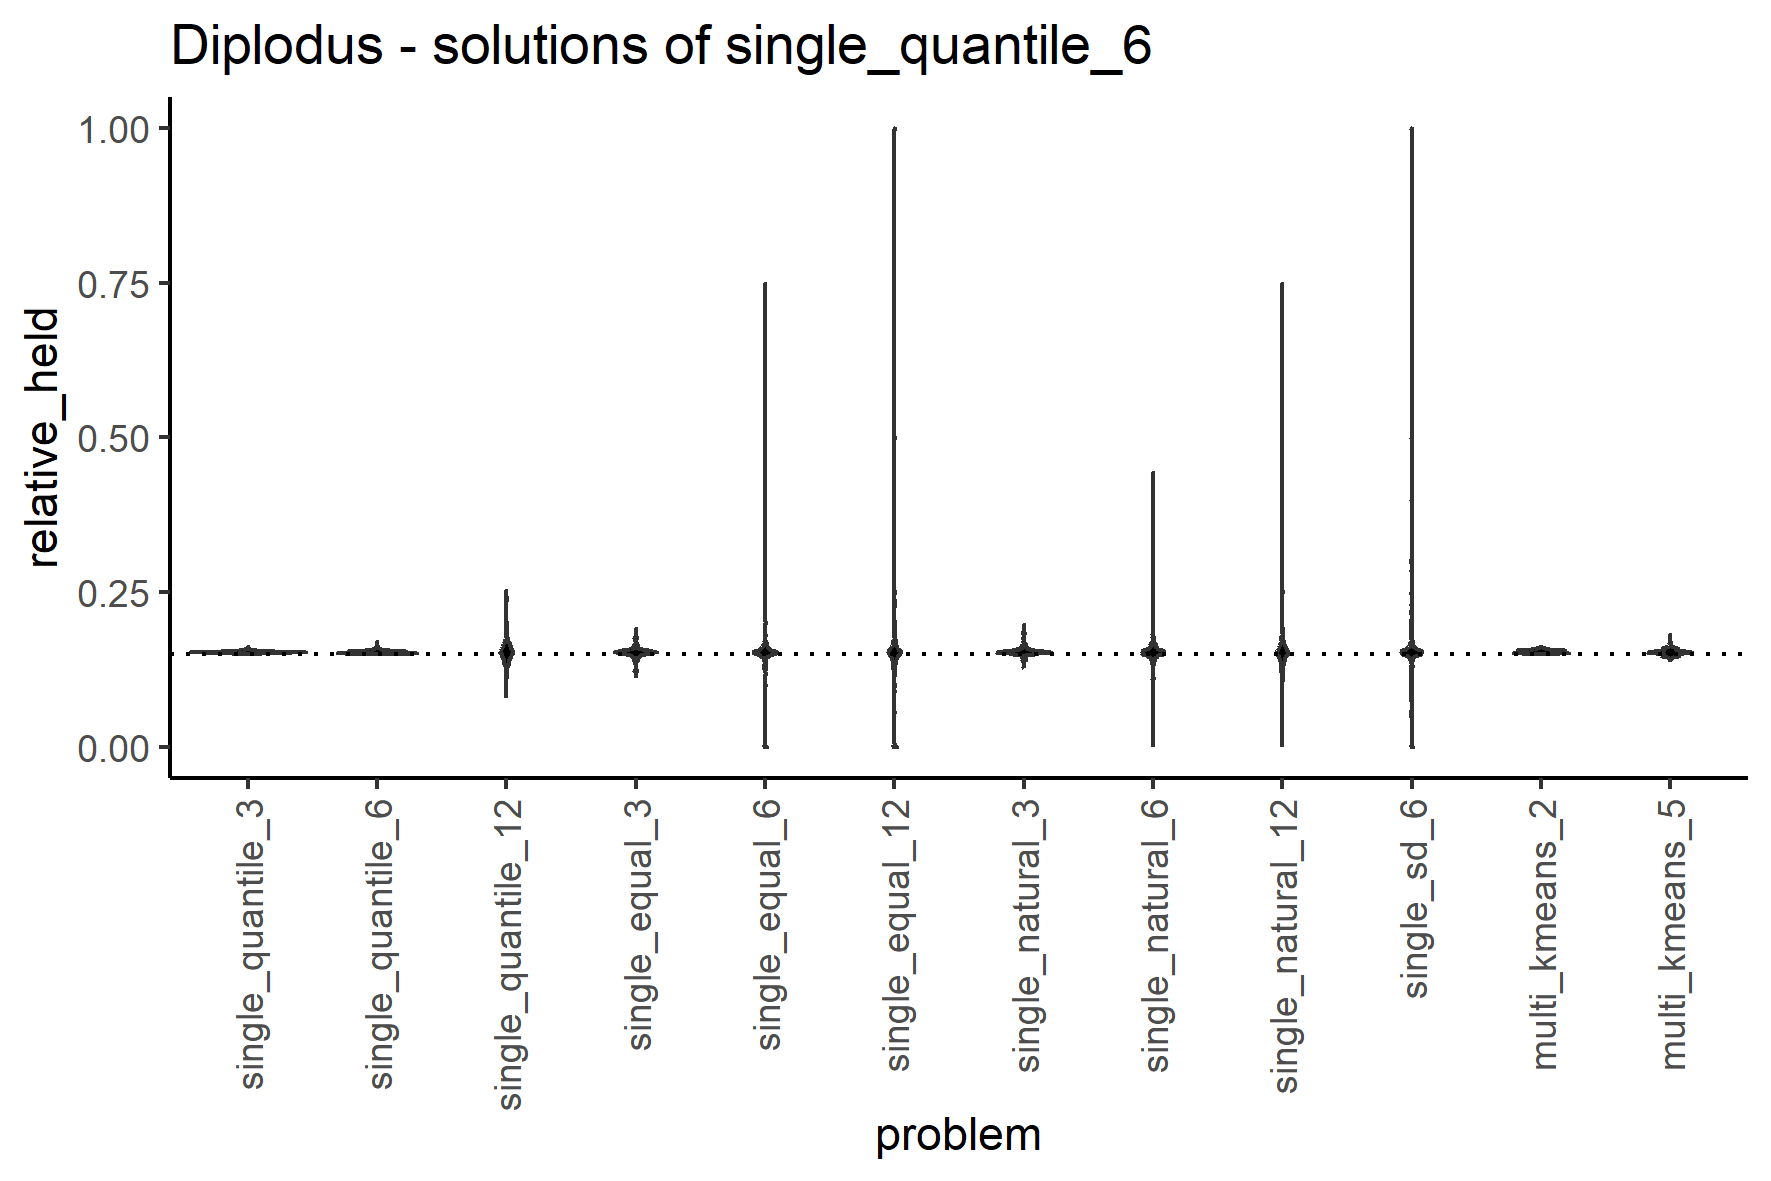 Diplodus - solutions of single_quantile_6
relative_held
1.00
0.75
0.50
0.25
0.00
single_quantile_3
single_quantile_6
single_quantile_12
single_equal_3
single_equal_6
single_equal_12
single_natural_3
single_natural_6
single_natural_12
single_sd_6
multi_kmeans_2
multi_kmeans_5
problem